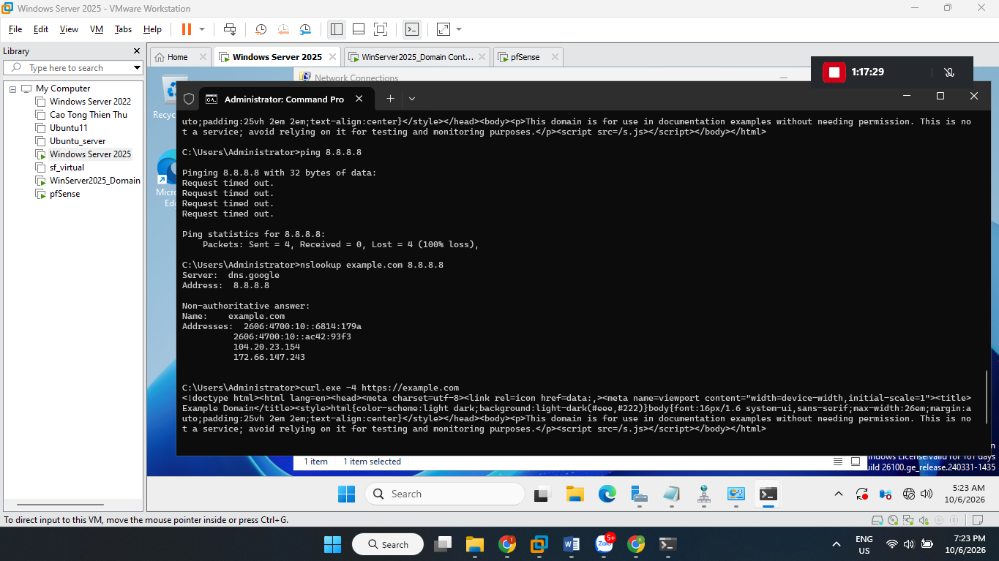 Windows Server 2025 - VMware Workstation
File Edit View VM Tabs Help
Library
Type here to search
My Computer
Windows Server 2022
Cao Tong Thien Thu
Ubuntu11
Ubuntu_server
Windows Server 2025
sf_virtual
WinServer2025_Domain
pfSense
Home
Windows Server 2025
WinServer2025_Domain Cont...
pfSense
Network Connections
1:17:29
Recyc
Micro
Edg
Administrator: Command Pro
uto;padding:25vh 2em 2em;text-align:center}</style></head><body><p>This domain is for use in documentation examples without needing permission. This is no
t a service; avoid relying on it for testing and monitoring purposes.</p><script src=/s.js></script></body></html>
C:\Users\Administrator>ping 8.8.8.8
Pinging 8.8.8.8 with 32 bytes of data:
Request timed out.
Request timed out.
Request timed out.
Request timed out.
Ping statistics for 8.8.8.8:
Packets: Sent = 4, Received = 0, Lost = 4 (100% loss),
C:\Users\Administrator>nslookup example.com 8.8.8.8
Server: dns.google
Address: 8.8.8.8
Non-authoritative answer:
Name: example.com
Addresses: 2606:4700:10::6814:179a
2606:4700:10::ac42:93f3
104.20.23.154
172.66.147.243
C:\Users\Administrator>curl.exe -4 https://example.com
<!doctype html><html lang=en><head><meta charset=utf-8><link rel=icon href=data:,><meta name=viewport content="width=device-width,initial-scale=1"><title>
Example Domain</title><style>html{color-scheme:light dark;background:light-dark(#eee,#222)}body{font:16px/1.6 system-ui,sans-serif;max-width:26em;margin:a
uto;padding:25vh 2em 2em;text-align:center}</style></head><body><p>This domain is for use in documentation examples without needing permission. This is no
t a service; avoid relying on it for testing and monitoring purposes.</p><script src=/s.js></script></body></html>
1 item 1 item selected
ndows License valid for 161 days
uild 26100.ge_release.240331-1435
Search
5:23 AM
10/6/2026
To direct input to this VM, move the mouse pointer inside or press Ctrl+G.
Search
5+
Zalo
ENG
US
7:23 PM
10/6/2026